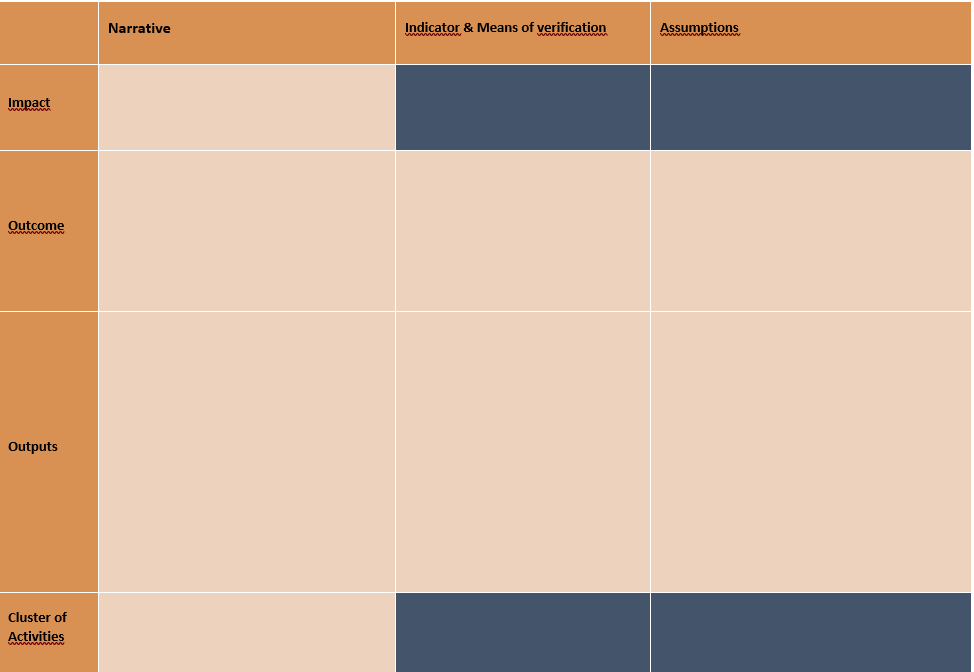 Narrative
Indicator & Means of verification
Assumptions
Impact
Outcome
Outputs
Cluster of
Activities